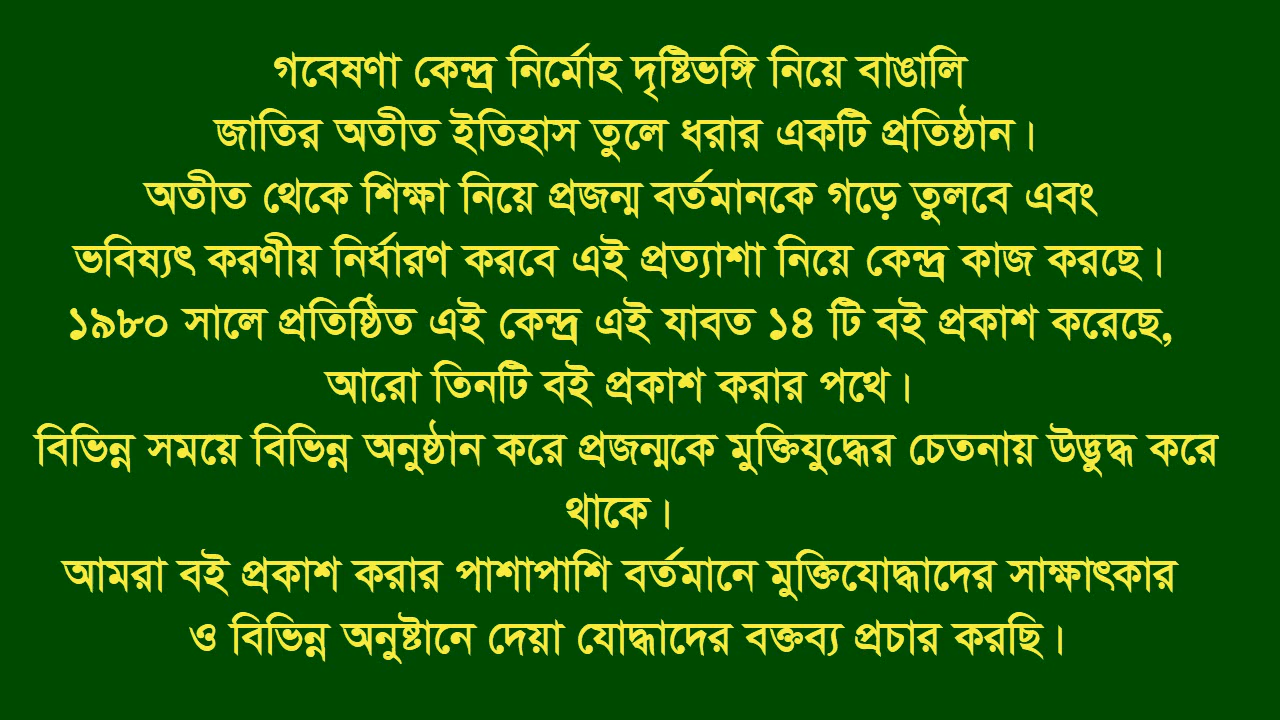 গবেষণা কেন্দ্র নির্মোহ দৃষ্টিভঙ্গি নিয়ে বাঙালি
জাতির অতীত ইতিহাস তুলে ধরার একটি প্রতিষ্ঠান।
অতীত থেকে শিক্ষা নিয়ে প্রজন্ম বর্তমানকে গড়ে তুলবে এবং
ভবিষ্যৎ করণীয় নির্ধারণ করবে এই প্রত্যাশা নিয়ে কেন্দ্র কাজ করছে।
১৯৮০ সালে প্রতিষ্ঠিত এই কেন্দ্র এই যাবত ১৪ টি বই প্রকাশ করেছে,
আরো তিনটি বই প্রকাশ করার পথে।
বিভিন্ন সময়ে বিভিন্ন অনুষ্ঠান করে প্রজন্মকে মুক্তিযুদ্ধের চেতনায় উদ্ভুদ্ধ করে
থাকে।
আমরা বই প্রকাশ করার পাশাপাশি বর্তমানে মুক্তিযোদ্ধাদের সাক্ষাৎকার
ও বিভিন্ন অনুষ্টানে দেয়া যোদ্ধাদের বক্তব্য প্রচার করছি।